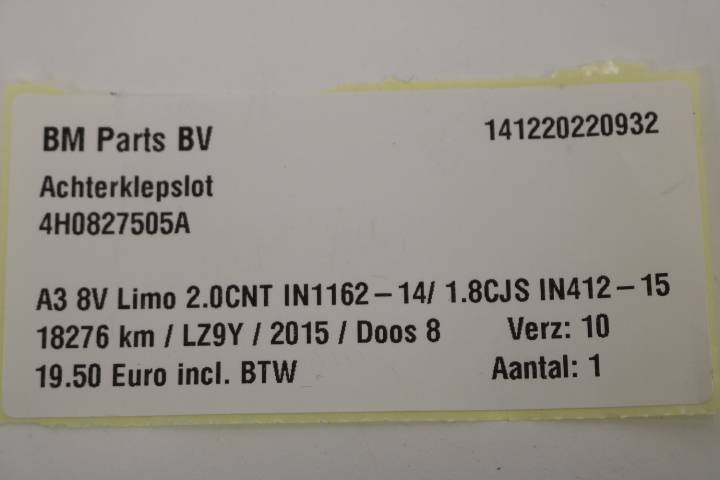 BM Parts BV 141220220932
Achterklepslot
4H0827505A
A3 8V Limo 2.0CNT IN1162-14/ 1.8CJS IN412-15
18276 km / LZ9Y / 2015 / Doos 8 Verz: 10
19.50 Euro incl. BTW Aantal: 1